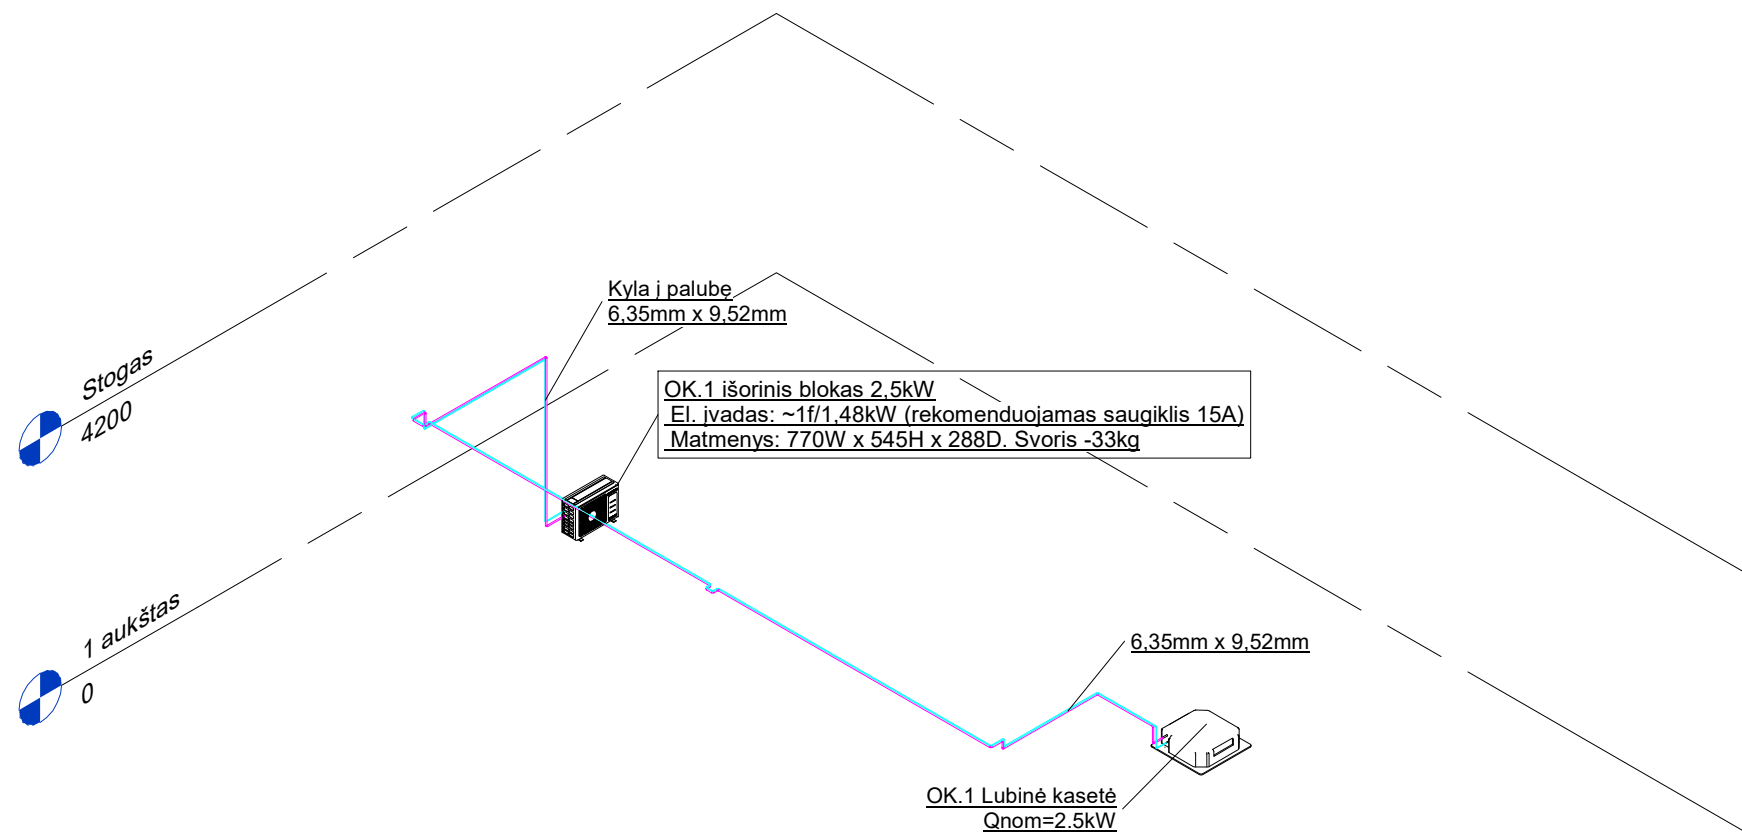 Kyla į palubę
6,35mm x 9,52mm
Stogas
4200
OK.1 išorinis blokas 2,5kW
El. įvadas: ~1f/1,48kW (rekomenduojamas saugiklis 15A)
Matmenys: 770W x 545H x 288D. Svoris -33kg
1 aukštas
0
6,35mm x 9,52mm
OK.1 Lubinė kasetė
Qnom=2.5kW